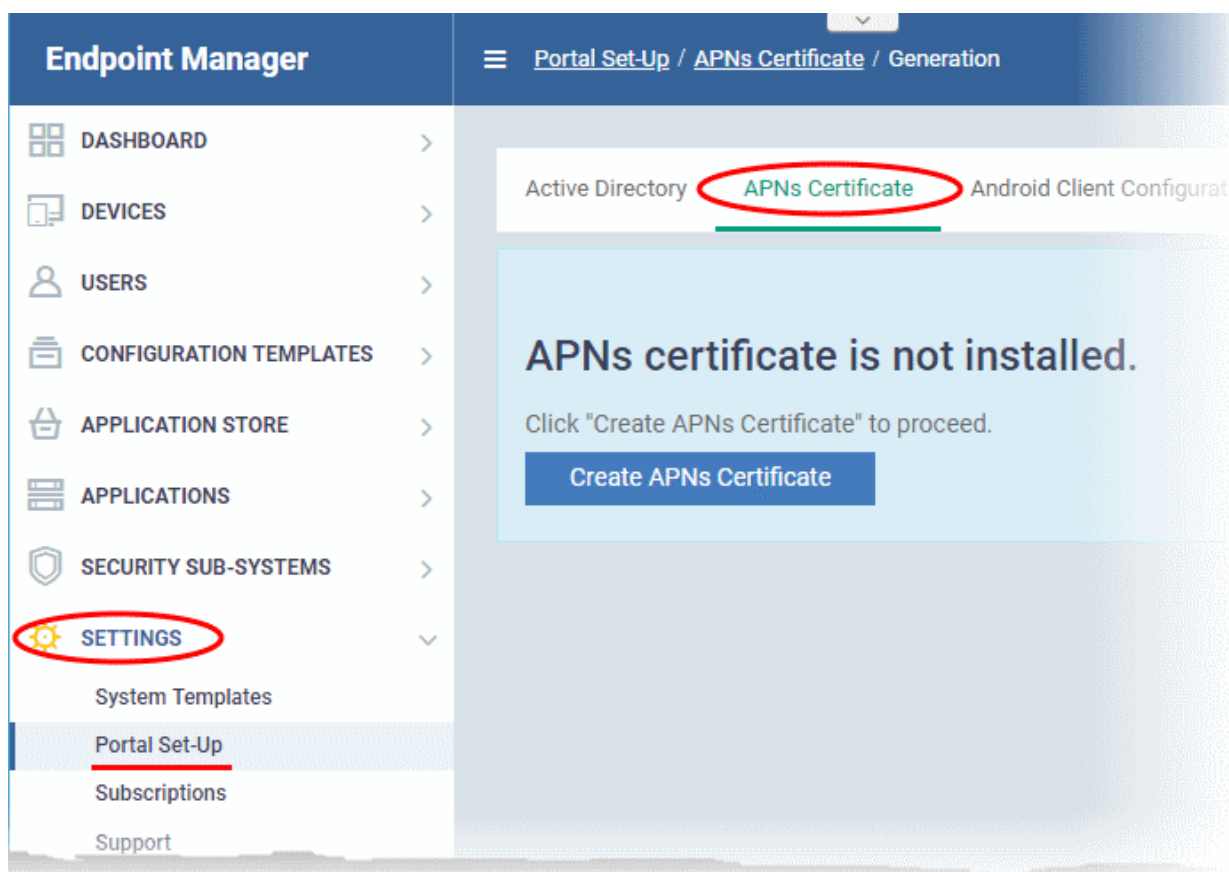 Endpoint Manager
Portal Set-Up / APNs Certificate / Generation
DASHBOARD
DEVICES
USERS
CONFIGURATION TEMPLATES
APPLICATION STORE
APPLICATIONS
SECURITY SUB-SYSTEMS
SETTINGS
System Templates
Portal Set-Up
Subscriptions
Support
Active Directory APNs Certificate Android Client Configurat
APNs certificate is not installed.
Click "Create APNs Certificate" to proceed.
Create APNs Certificate